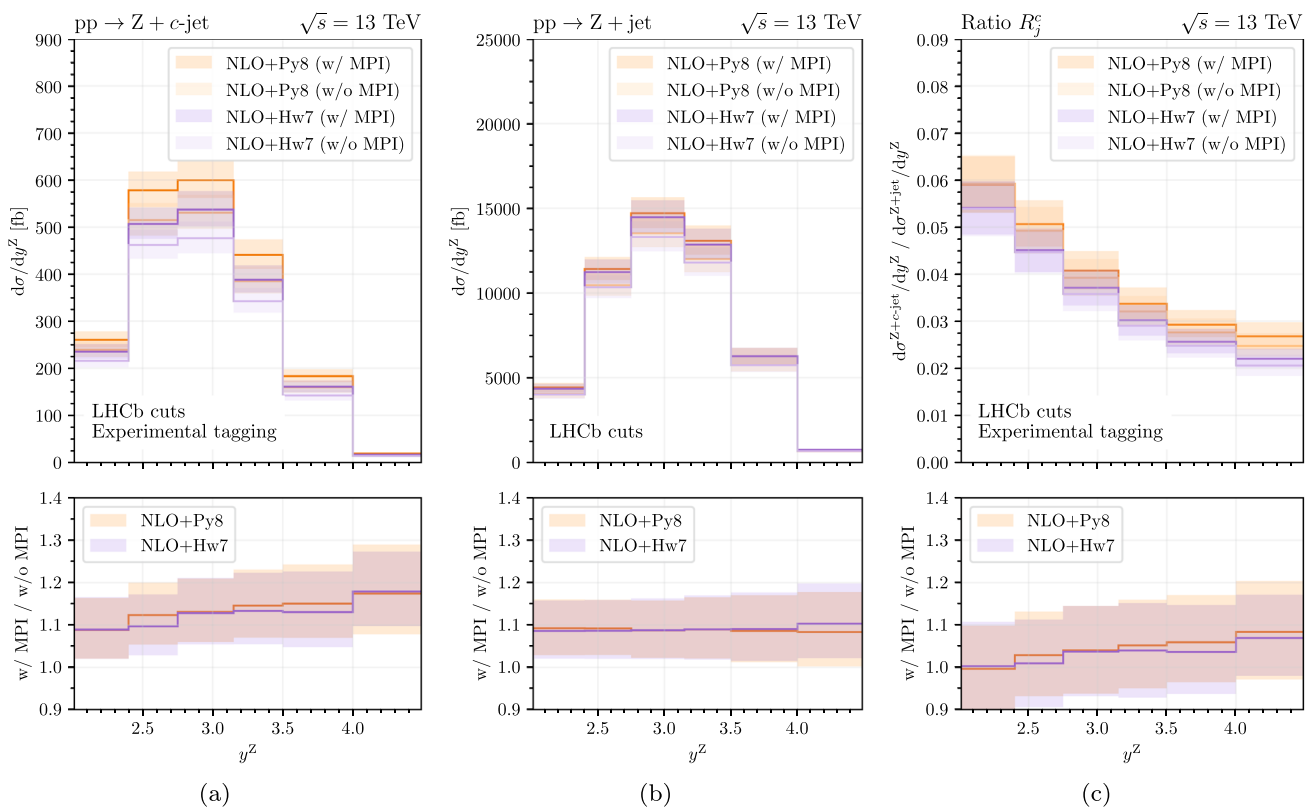 pp → Z + c-jet √s = 13 TeV
900
800
700
600
500
400
300
200
100
0
dσ/dy^Z [fb]
NLO+Py8 (w/ MPI)
NLO+Py8 (w/o MPI)
NLO+Hw7 (w/ MPI)
NLO+Hw7 (w/o MPI)
LHCb cuts
Experimental tagging
1.4
1.3
1.2
1.1
1.0
0.9
w/ MPI / w/o MPI
NLO+Py8
NLO+Hw7
2.5 3.0 3.5 4.0
y^Z
(a)
pp → Z + jet √s = 13 TeV
25000
20000
15000
10000
5000
0
dσ/dy^Z [fb]
NLO+Py8 (w/ MPI)
NLO+Py8 (w/o MPI)
NLO+Hw7 (w/ MPI)
NLO+Hw7 (w/o MPI)
LHCb cuts
1.4
1.3
1.2
1.1
1.0
0.9
w/ MPI / w/o MPI
NLO+Py8
NLO+Hw7
2.5 3.0 3.5 4.0
y^Z
(b)
Ratio R_j^c √s = 13 TeV
0.09
0.08
0.07
0.06
0.05
0.04
0.03
0.02
0.01
0.00
dσ^{Z+c-jet}/dy^Z / dσ^{Z+jet}/dy^Z
NLO+Py8 (w/ MPI)
NLO+Py8 (w/o MPI)
NLO+Hw7 (w/ MPI)
NLO+Hw7 (w/o MPI)
LHCb cuts
Experimental tagging
1.4
1.3
1.2
1.1
1.0
0.9
w/ MPI / w/o MPI
NLO+Py8
NLO+Hw7
2.5 3.0 3.5 4.0
y^Z
(c)